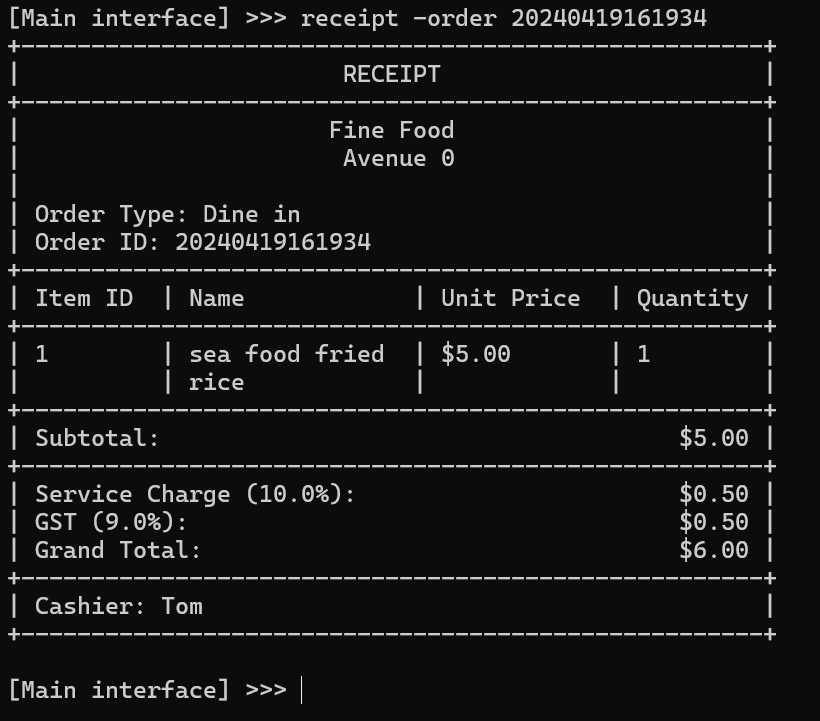 [Main interface] >>> receipt -order 20240419161934
+-----------------------------------------------------+
|                       RECEIPT                       |
+-----------------------------------------------------+
|                      Fine Food                      |
|                       Avenue 0                      |
|                                                     |
| Order Type: Dine in                                 |
| Order ID: 20240419161934                            |
+-----------------------------------------------------+
| Item ID  | Name            | Unit Price  | Quantity |
+-----------------------------------------------------+
| 1        | sea food fried  | $5.00       | 1        |
|          | rice            |             |          |
+-----------------------------------------------------+
| Subtotal:                                     $5.00 |
+-----------------------------------------------------+
| Service Charge (10.0%):                       $0.50 |
| GST (9.0%):                                   $0.50 |
| Grand Total:                                  $6.00 |
+-----------------------------------------------------+
| Cashier: Tom                                        |
+-----------------------------------------------------+
[Main interface] >>>